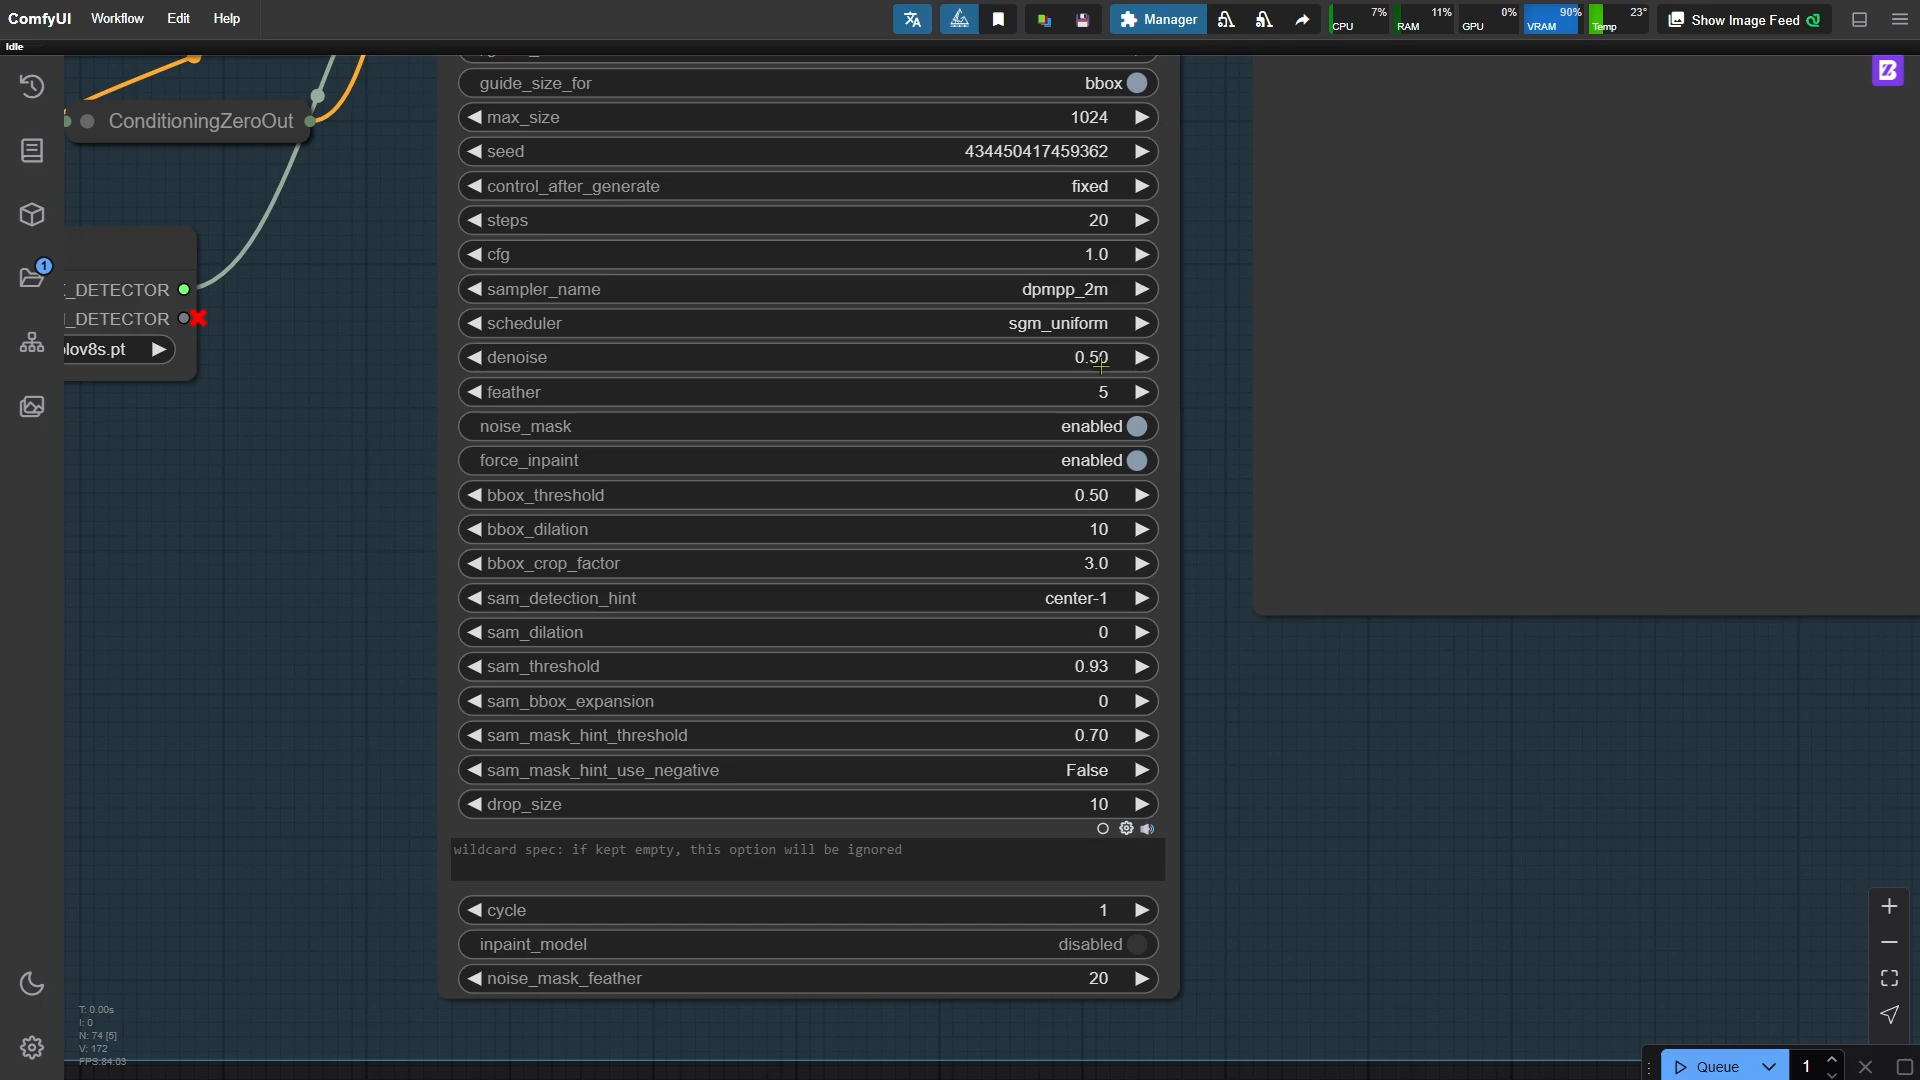 ComfyUI Workflow Edit Help
Manager
CPU 7% RAM 11% GPU 0% VRAM 90% Temp 23°
Show Image Feed
Idle
guide_size_for bbox
ConditioningZeroOut
max_size 1024
seed 434450417459362
control_after_generate fixed
steps 20
cfg 1.0
1
_DETECTOR
sampler_name dpmpp_2m
_DETECTOR
scheduler sgm_uniform
lov8s.pt
denoise 0.50
feather 5
noise_mask enabled
force_inpaint enabled
bbox_threshold 0.50
bbox_dilation 10
bbox_crop_factor 3.0
sam_detection_hint center-1
sam_dilation 0
sam_threshold 0.93
sam_bbox_expansion 0
sam_mask_hint_threshold 0.70
sam_mask_hint_use_negative False
drop_size 10
wildcard spec: if kept empty, this option will be ignored
cycle 1
inpaint_model disabled
noise_mask_feather 20
T: 0.00s
I: 0
N: 74 [5]
V: 172
FPS:84.03
Queue 1